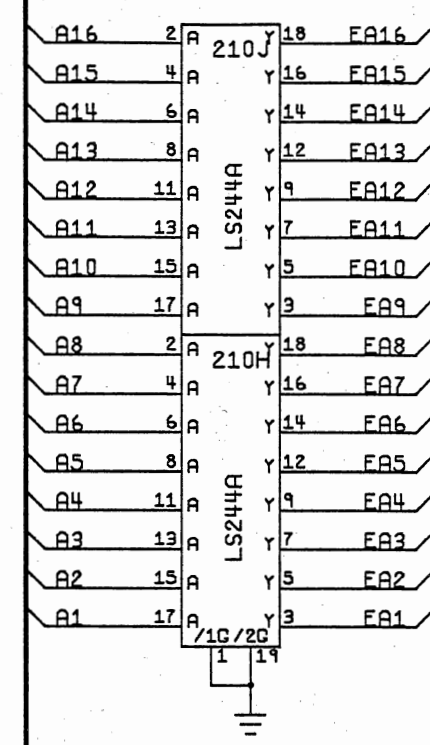 A16 2 A 210J Y 18 EA16
A15 4 A Y 16 EA15
A14 6 A Y 14 EA14
A13 8 A Y 12 EA13
A12 11 A Y 9 EA12
A11 13 A Y 7 EA11
A10 15 A Y 5 EA10
A9 17 A Y 3 EA9
LS244A
A8 2 A 210H Y 18 EA8
A7 4 A Y 16 EA7
A6 6 A Y 14 EA6
A5 8 A Y 12 EA5
A4 11 A Y 9 EA4
A3 13 A Y 7 EA3
A2 15 A Y 5 EA2
A1 17 A Y 3 EA1
LS244A
/1G /2G
1 19